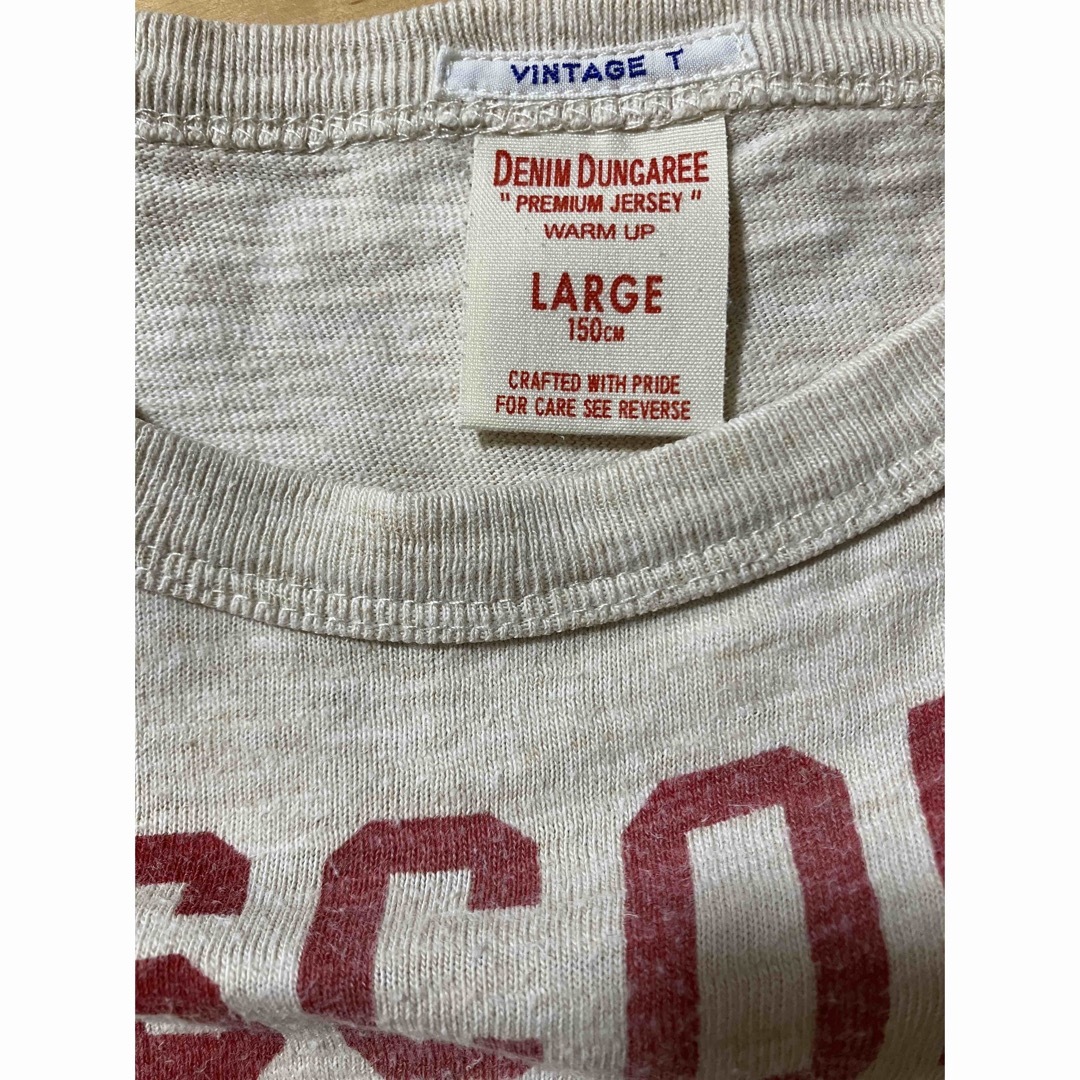 VINTAGE T
DENIM DUNGAREE
" PREMIUM JERSEY "
WARM UP
LARGE
150CM
CRAFTED WITH PRIDE
FOR CARE SEE REVERSE